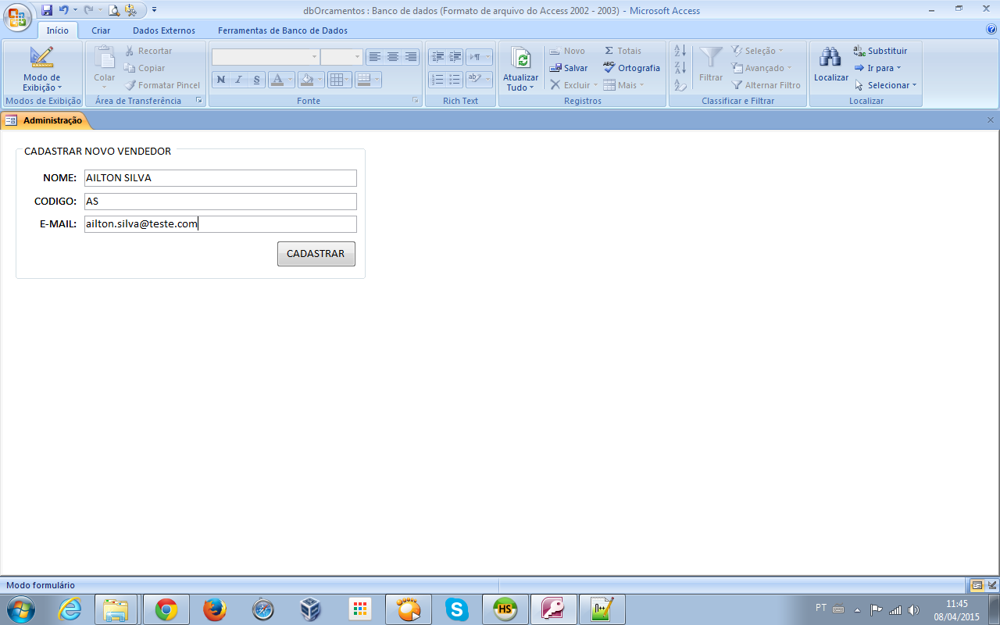 dbOrcamentos : Banco de dados (Formato de arquivo do Access 2002 - 2003) - Microsoft Access
Início Criar Dados Externos Ferramentas de Banco de Dados
Modo de Exibição
Modos de Exibição
Colar
Recortar
Copiar
Formatar Pincel
Área de Transferência
N I S A
Fonte
Rich Text
Atualizar Tudo
Novo
Salvar
Excluir
Σ Totais
ABC Ortografia
Mais
Registros
Filtrar
Seleção
Avançado
Alternar Filtro
Classificar e Filtrar
Localizar
Substituir
Ir para
Selecionar
Localizar
Administração
CADASTRAR NOVO VENDEDOR
NOME: AILTON SILVA
CODIGO: AS
E-MAIL: ailton.silva@teste.com
CADASTRAR
Modo formulário
HS
PT
11:45
08/04/2015